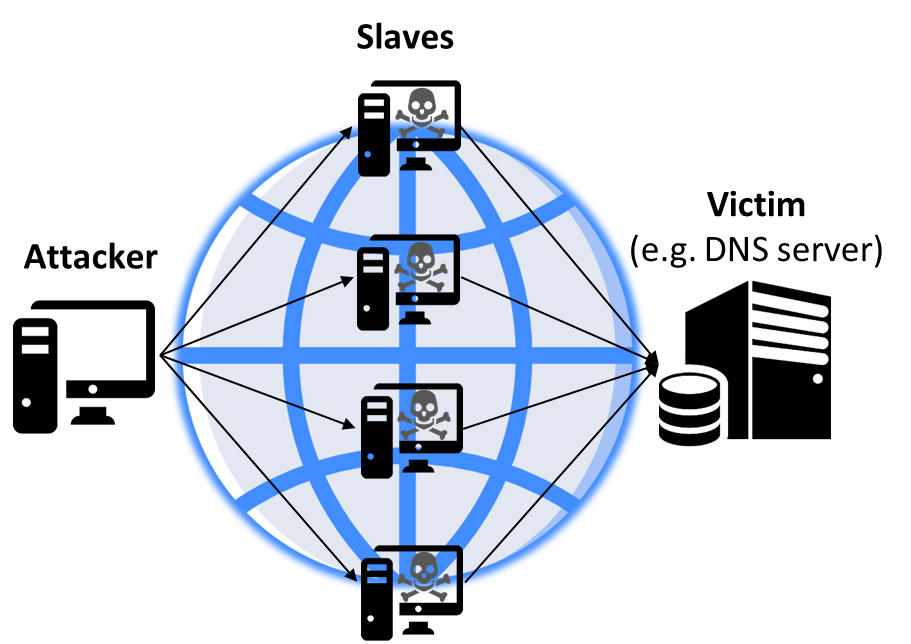 Slaves
Victim
(e.g. DNS server)
Attacker